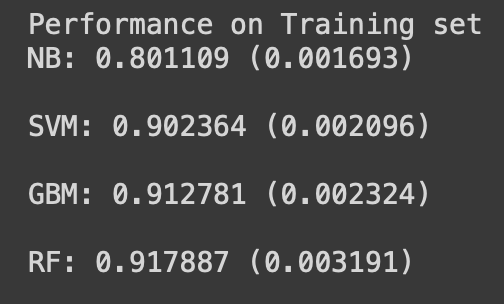 Performance on Training set
NB: 0.801109 (0.001693)
SVM: 0.902364 (0.002096)
GBM: 0.912781 (0.002324)
RF: 0.917887 (0.003191)